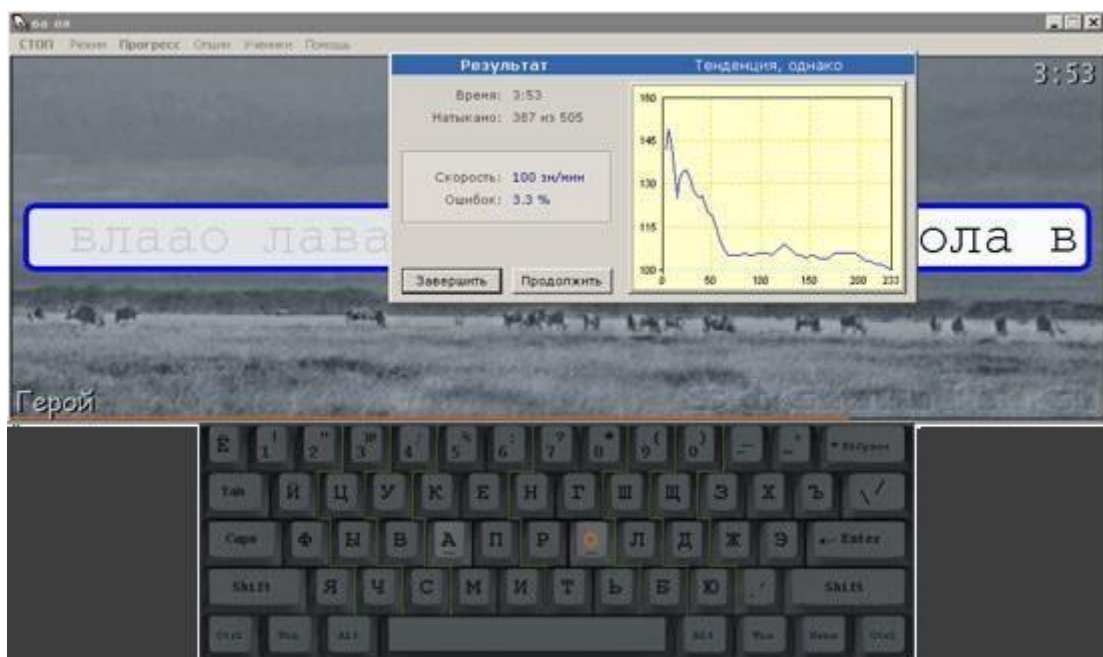 СТОП Режим Прогресс Опции Ученики Помощь
3:53
Результат
Время: 3:53
Натыкано: 387 из 505
Скорость: 100 зн/мин
Ошибок: 3.3 %
Завершить Продолжить
Тенденция, однако
160
145
130
115
100
0 50 100 150 200 233
влаао лава
ола в
Герой
Ё 1 ! 2 " 3 № 4 ; 5 % 6 : 7 ? 8 * 9 ( 0 )
Tab Й Ц У К Е Н Г Ш Щ З Х Ъ \ /
Caps Ф Ы В А П Р О Л Д Ж Э Enter
Shift Я Ч С М И Т Ь Б Ю . , Shift
Ctrl Alt Alt Ctrl